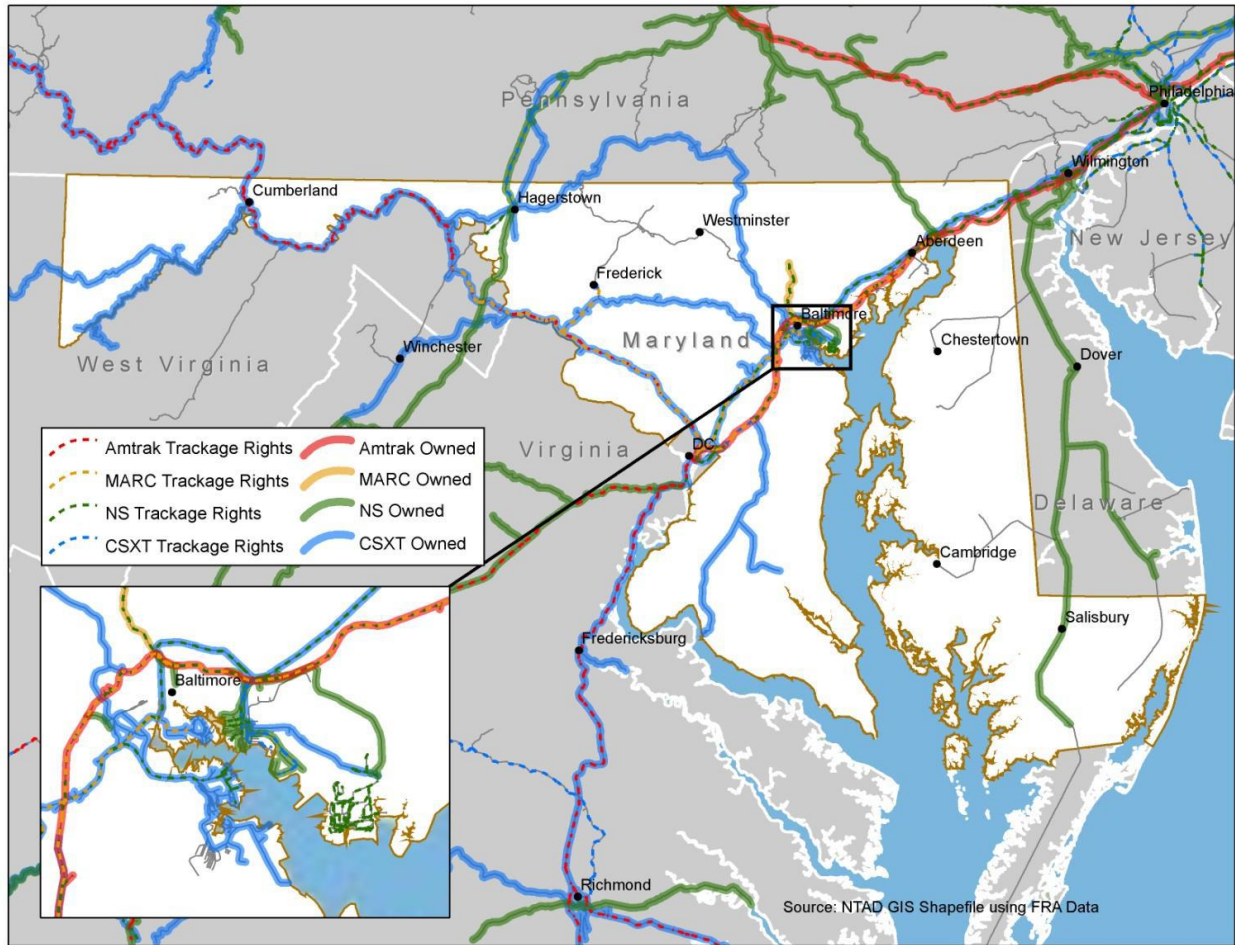 Pennsylvania
Philadelphia
Wilmington
Cumberland
Hagerstown
Westminster
New Jersey
Aberdeen
Frederick
Baltimore
Maryland
Chestertown
Winchester
West Virginia
Dover
Amtrak Trackage Rights
Amtrak Owned
MARC Trackage Rights
MARC Owned
NS Trackage Rights
NS Owned
CSXT Trackage Rights
CSXT Owned
Virginia
DC
Delaware
Cambridge
Salisbury
Fredericksburg
Baltimore
Richmond
Source: NTAD GIS Shapefile using FRA Data